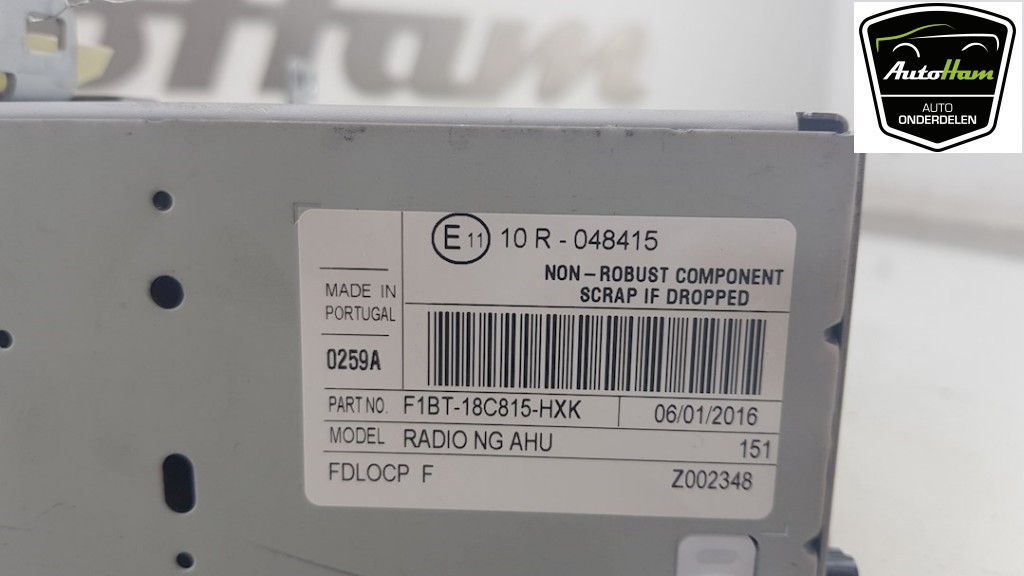 AutoHam
AUTO
ONDERDELEN
E 11 10 R - 048415
NON-ROBUST COMPONENT
SCRAP IF DROPPED
MADE IN
PORTUGAL
0259A
PART NO. F1BT-18C815-HXK 06/01/2016
MODEL RADIO NG AHU 151
FDLOCP F Z002348